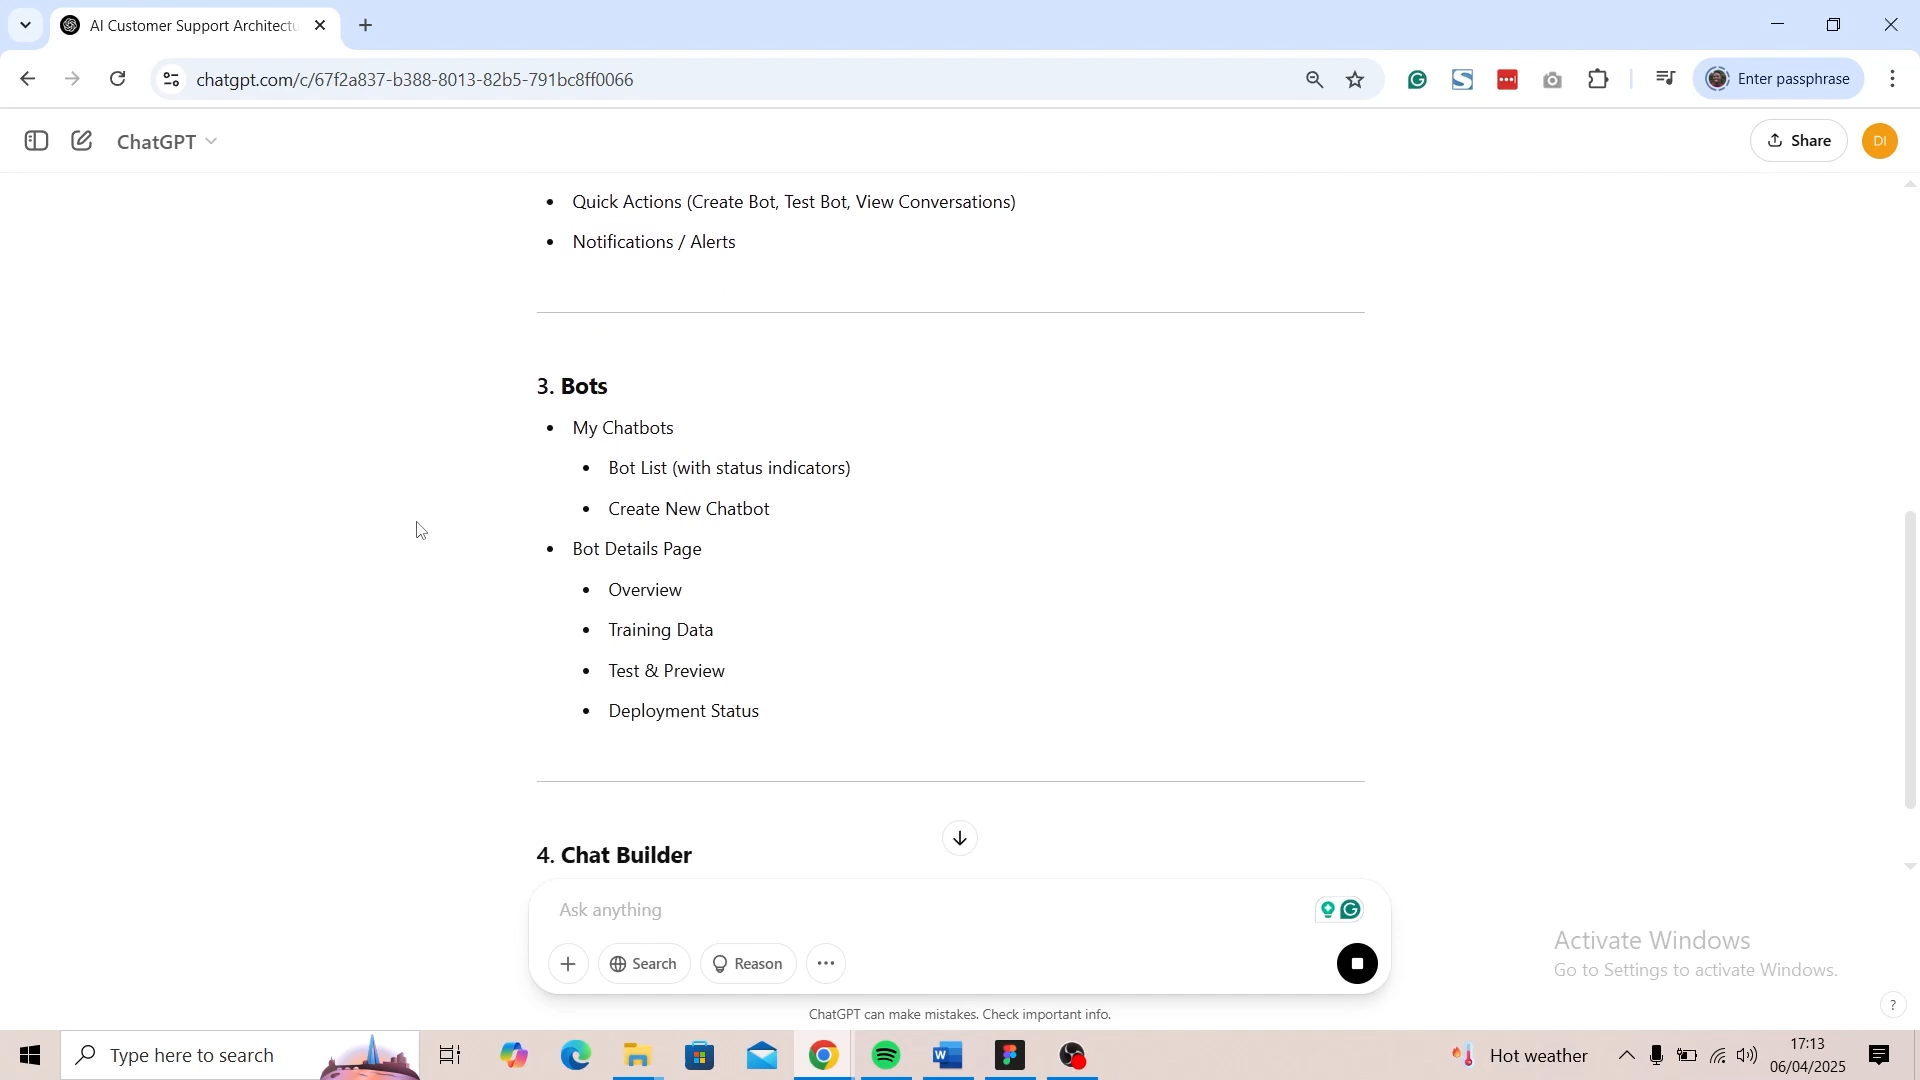 AI Customer Support Architectu
chatgpt.com/c/67f2a837-b388-8013-82b5-791bc8ff0066
Enter passphrase
ChatGPT
Share
DI
• Quick Actions (Create Bot, Test Bot, View Conversations)
• Notifications / Alerts
3. Bots
• My Chatbots
• Bot List (with status indicators)
• Create New Chatbot
• Bot Details Page
• Overview
• Training Data
• Test & Preview
• Deployment Status
4. Chat Builder
Ask anything
Search
Reason
Activate Windows
Go to Settings to activate Windows.
ChatGPT can make mistakes. Check important info.
?
Type here to search
Hot weather
17:13
06/04/2025